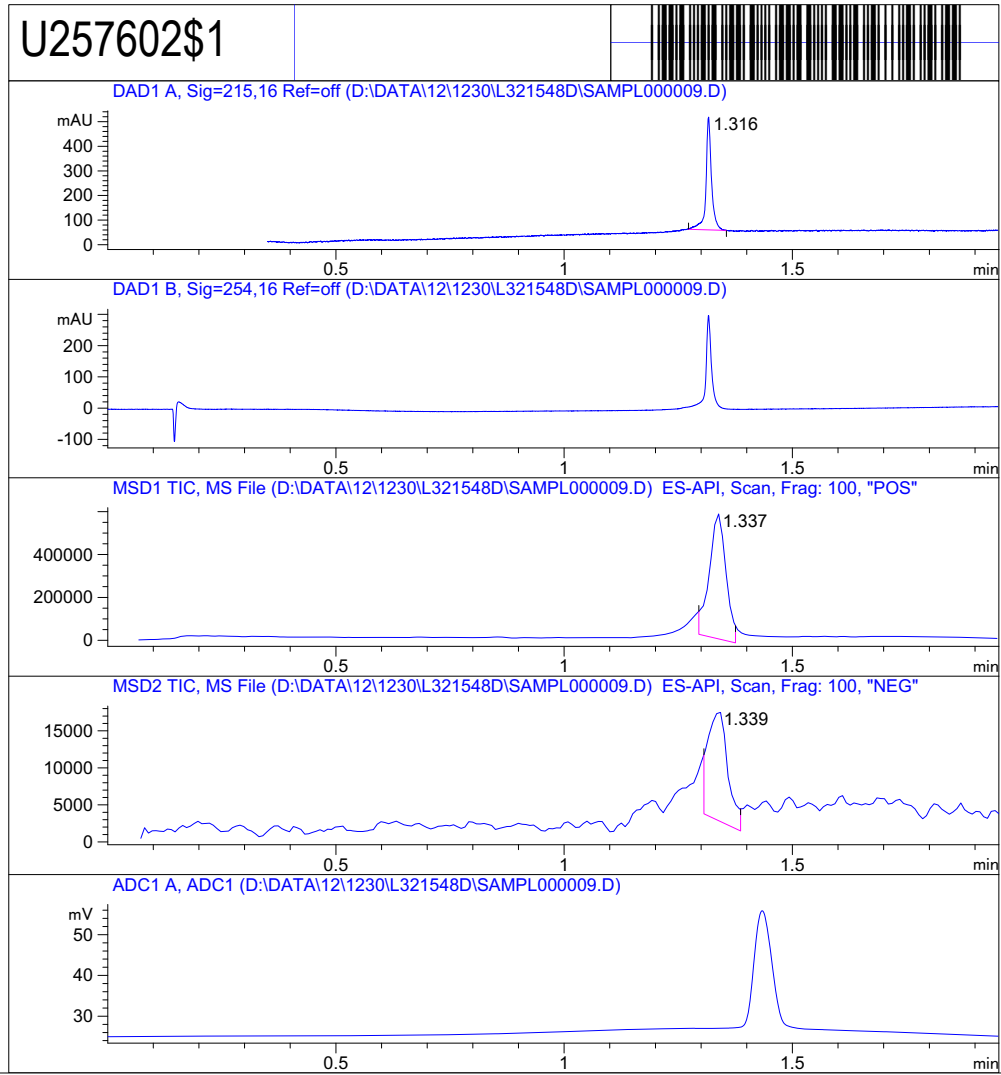 U257602$1
DAD1 A, Sig=215,16 Ref=off (D:\DATA\12\1230\L321548D\SAMPL000009.D)
mAU
400
300
200
100
0
1.316
0.5 1 1.5 min
DAD1 B, Sig=254,16 Ref=off (D:\DATA\12\1230\L321548D\SAMPL000009.D)
mAU
200
100
0
-100
0.5 1 1.5 min
MSD1 TIC, MS File (D:\DATA\12\1230\L321548D\SAMPL000009.D) ES-API, Scan, Frag: 100, "POS"
1.337
400000
200000
0
0.5 1 1.5 min
MSD2 TIC, MS File (D:\DATA\12\1230\L321548D\SAMPL000009.D) ES-API, Scan, Frag: 100, "NEG"
1.339
15000
10000
5000
0
0.5 1 1.5 min
ADC1 A, ADC1 (D:\DATA\12\1230\L321548D\SAMPL000009.D)
mV
50
40
30
0.5 1 1.5 min